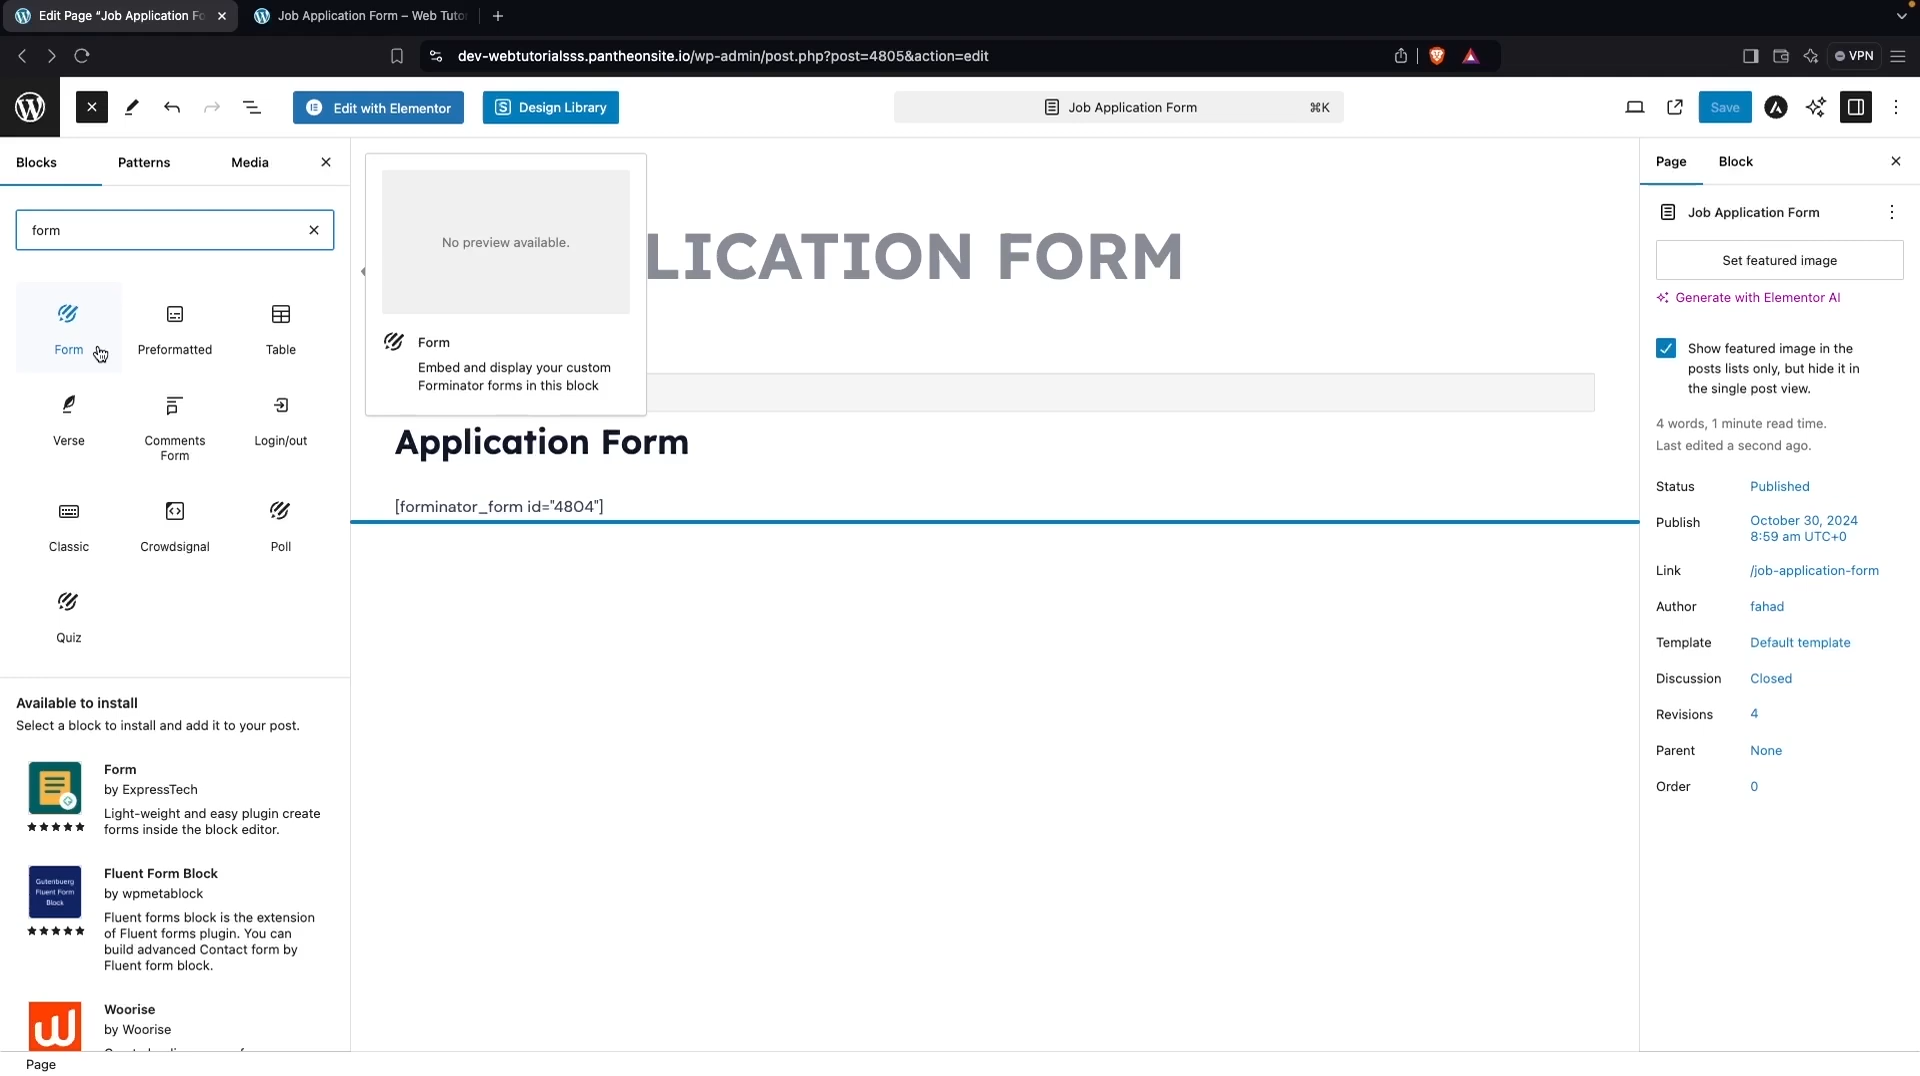 Edit Page “Job Application Fo
Job Application Form – Web Tuto
dev-webtutorialsss.pantheonsite.io/wp-admin/post.php?post=4805&action=edit
VPN
Edit with Elementor
Design Library
Job Application Form
⌘K
Save
Blocks
Patterns
Media
form
Form
Preformatted
Table
Verse
Comments
Form
Login/out
Classic
Crowdsignal
Poll
Quiz
Available to install
Select a block to install and add it to your post.
Form
by ExpressTech
Light-weight and easy plugin create
forms inside the block editor.
Gutenbuerg
Fluent Form
Block
Fluent Form Block
by wpmetablock
Fluent forms block is the extension
of Fluent forms plugin. You can
build advanced Contact form by
Fluent form block.
Woorise
by Woorise
Page
No preview available.
Form
Embed and display your custom
Forminator forms in this block
LICATION FORM
Application Form
[forminator_form id="4804"]
Page
Block
Job Application Form
Set featured image
Generate with Elementor AI
Show featured image in the
posts lists only, but hide it in
the single post view.
4 words, 1 minute read time.
Last edited a second ago.
Status
Published
Publish
October 30, 2024
8:59 am UTC+0
Link
/job-application-form
Author
fahad
Template
Default template
Discussion
Closed
Revisions
4
Parent
None
Order
0